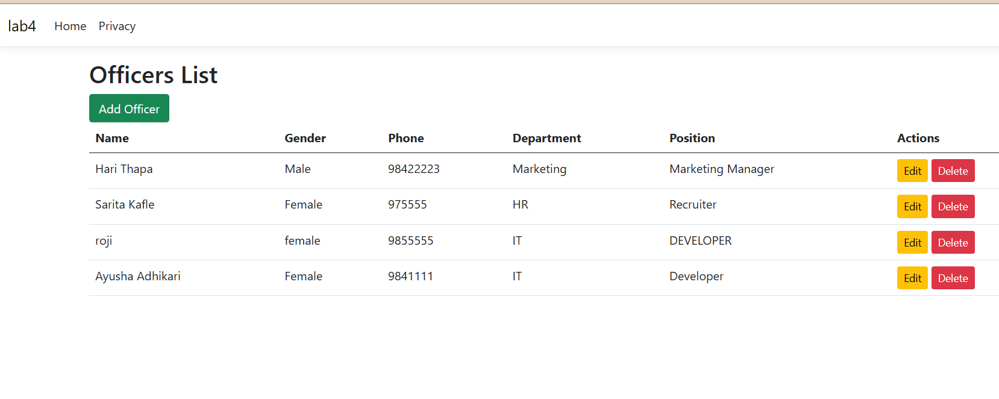 lab4 Home Privacy
Officers List
Add Officer
Name Gender Phone Department Position Actions
Hari Thapa Male 98422223 Marketing Marketing Manager Edit Delete
Sarita Kafle Female 975555 HR Recruiter Edit Delete
roji female 9855555 IT DEVELOPER Edit Delete
Ayusha Adhikari Female 9841111 IT Developer Edit Delete